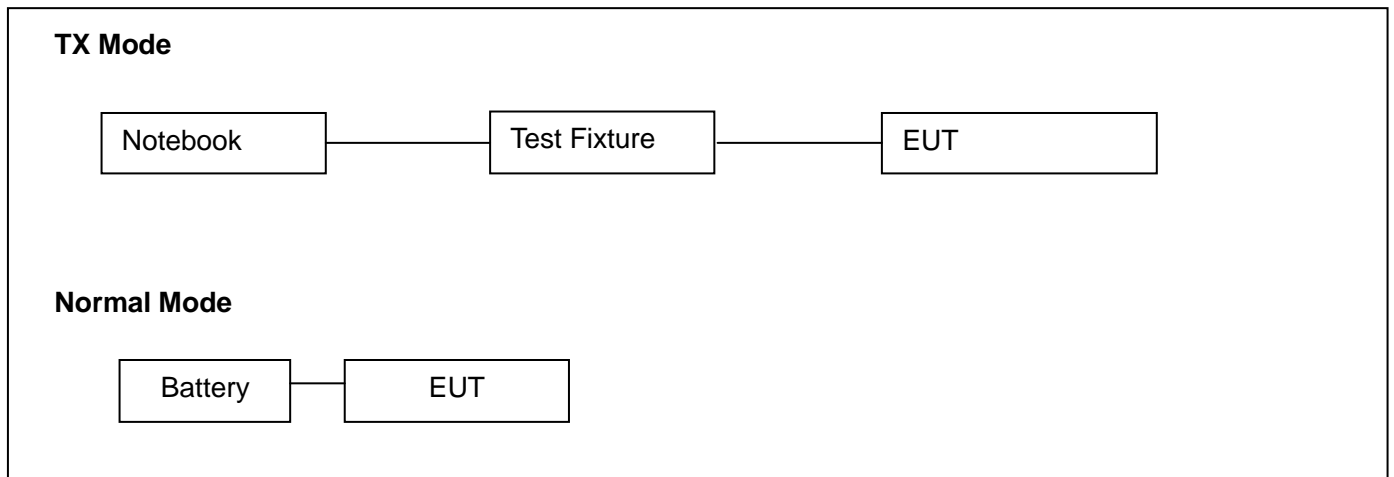 TX Mode
Notebook
Test Fixture
EUT
Normal Mode
Battery
EUT